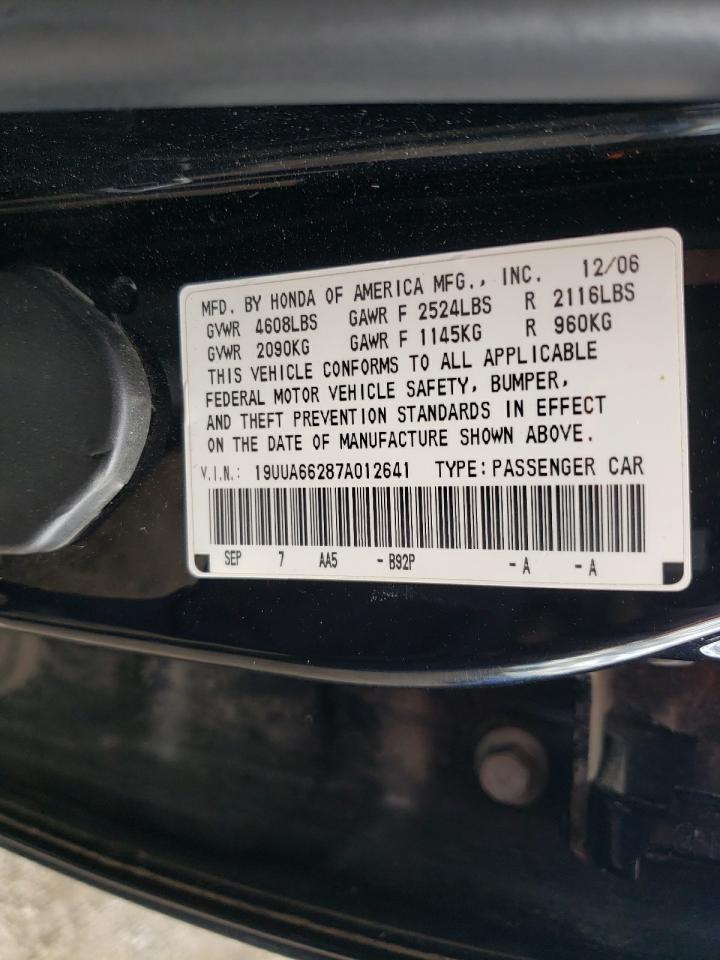 MFD. BY HONDA OF AMERICA MFG., INC. 12/06
GVWR 4608LBS GAWR F 2524LBS R 2116LBS
GVWR 2090KG GAWR F 1145KG R 960KG
THIS VEHICLE CONFORMS TO ALL APPLICABLE
FEDERAL MOTOR VEHICLE SAFETY, BUMPER,
AND THEFT PREVENTION STANDARDS IN EFFECT
ON THE DATE OF MANUFACTURE SHOWN ABOVE.
V.I.N.: 19UUA66287A012641 TYPE: PASSENGER CAR
SEP 7 AA5 - B92P - A - A